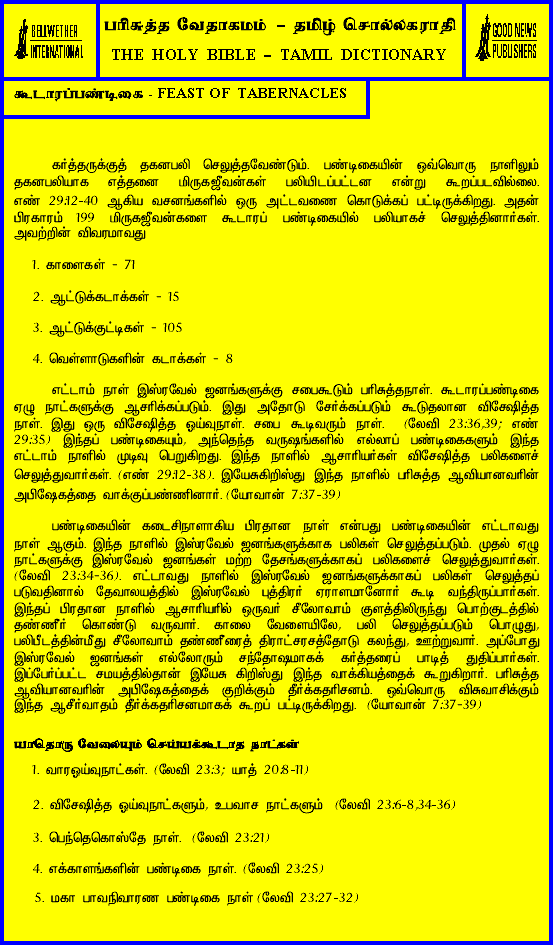 BELLWETHER
INTERNATIONAL
பரிசுத்த வேதாகமம் – தமிழ் சொல்லகராதி
THE HOLY BIBLE – TAMIL DICTIONARY
GOOD NEWS
PUBLISHERS
கூடாரப்பண்டிகை - FEAST OF TABERNACLES
கர்த்தருக்குத் தகனபலி செலுத்தவேண்டும். பண்டிகையின் ஒவ்வொரு நாளிலும்
தகனபலியாக எத்தனை மிருகஜீவன்கள் பலியிடப்பட்டன என்று கூறப்படவில்லை.
எண் 29:12-40 ஆகிய வசனங்களில் ஒரு அட்டவணை கொடுக்கப் பட்டிருக்கிறது. அதன்
பிரகாரம் 199 மிருகஜீவன்களை கூடாரப் பண்டிகையில் பலியாகச் செலுத்தினார்கள்.
அவற்றின் விவரமாவது
1. காளைகள் - 71
2. ஆட்டுக்கடாக்கள் - 15
3. ஆட்டுக்குட்டிகள் - 105
4. வெள்ளாடுகளின் கடாக்கள் - 8
எட்டாம் நாள் இஸ்ரவேல் ஜனங்களுக்கு சபைகூடும் பரிசுத்தநாள். கூடாரப்பண்டிகை
ஏழு நாட்களுக்கு ஆசரிக்கப்படும். இது அதோடு சேர்க்கப்படும் கூடுதலான விசேஷித்த
நாள். இது ஒரு விசேஷித்த ஓய்வுநாள். சபை கூடிவரும் நாள். (லேவி 23:36,39; எண்
29:35) இந்தப் பண்டிகையும், அந்தெந்த வருஷங்களில் எல்லாப் பண்டிகைகளும் இந்த
எட்டாம் நாளில் முடிவு பெறுகிறது. இந்த நாளில் ஆசாரியர்கள் விசேஷித்த பலிகளைச்
செலுத்துவார்கள். (எண் 29:12-38). இயேசுகிறிஸ்து இந்த நாளில் பரிசுத்த ஆவியானவரின்
அபிஷேகத்தை வாக்குப்பண்ணினார். (யோவான் 7:37-39)
பண்டிகையின் கடைசிநாளாகிய பிரதான நாள் என்பது பண்டிகையின் எட்டாவது
நாள் ஆகும். இந்த நாளில் இஸ்ரவேல் ஜனங்களுக்காக பலிகள் செலுத்தப்படும். முதல் ஏழு
நாட்களுக்கு இஸ்ரவேல் ஜனங்கள் மற்ற தேசங்களுக்காகப் பலிகளைச் செலுத்துவார்கள்.
(லேவி 23:34-36). எட்டாவது நாளில் இஸ்ரவேல் ஜனங்களுக்காகப் பலிகள் செலுத்தப்
படுவதினால் தேவாலயத்தில் இஸ்ரவேல் புத்திரர் ஏராளமானோர் கூடி வந்திருப்பார்கள்.
இந்தப் பிரதான நாளில் ஆசாரியரில் ஒருவர் சீலோவாம் குளத்திலிருந்து பொற்குடத்தில்
தண்ணீர் கொண்டு வருவார். காலை வேளையிலே, பலி செலுத்தப்படும் பொழுது,
பலிபீடத்தின்மீது சீலோவாம் தண்ணீரைத் திராட்சரசத்தோடு கலந்து, ஊற்றுவார். அப்போது
இஸ்ரவேல் ஜனங்கள் எல்லோரும் சந்தோஷமாகக் கர்த்தரைப் பாடித் துதிப்பார்கள்.
இப்பேர்ப்பட்ட சமயத்தில்தான் இயேசு கிறிஸ்து இந்த வாக்கியத்தைக் கூறுகிறார். பரிசுத்த
ஆவியானவரின் அபிஷேகத்தைக் குறிக்கும் தீர்க்கதரிசனம். ஒவ்வொரு விசுவாசிக்கும்
இந்த ஆசீர்வாதம் தீர்க்கதரிசனமாகக் கூறப் பட்டிருக்கிறது. (யோவான் 7:37-39)
யாதொரு வேலையும் செய்யக்கூடாத நாட்கள்
1. வாரஓய்வுநாட்கள். (லேவி 23:3; யாத் 20:8-11)
2. விசேஷித்த ஓய்வுநாட்களும், உபவாச நாட்களும் (லேவி 23:6-8,34-36)
3. பெந்தெகொஸ்தே நாள். (லேவி 23:21)
4. எக்காளங்களின் பண்டிகை நாள். (லேவி 23:25)
5. மகா பாவநிவாரண பண்டிகை நாள் (லேவி 23:27-32)